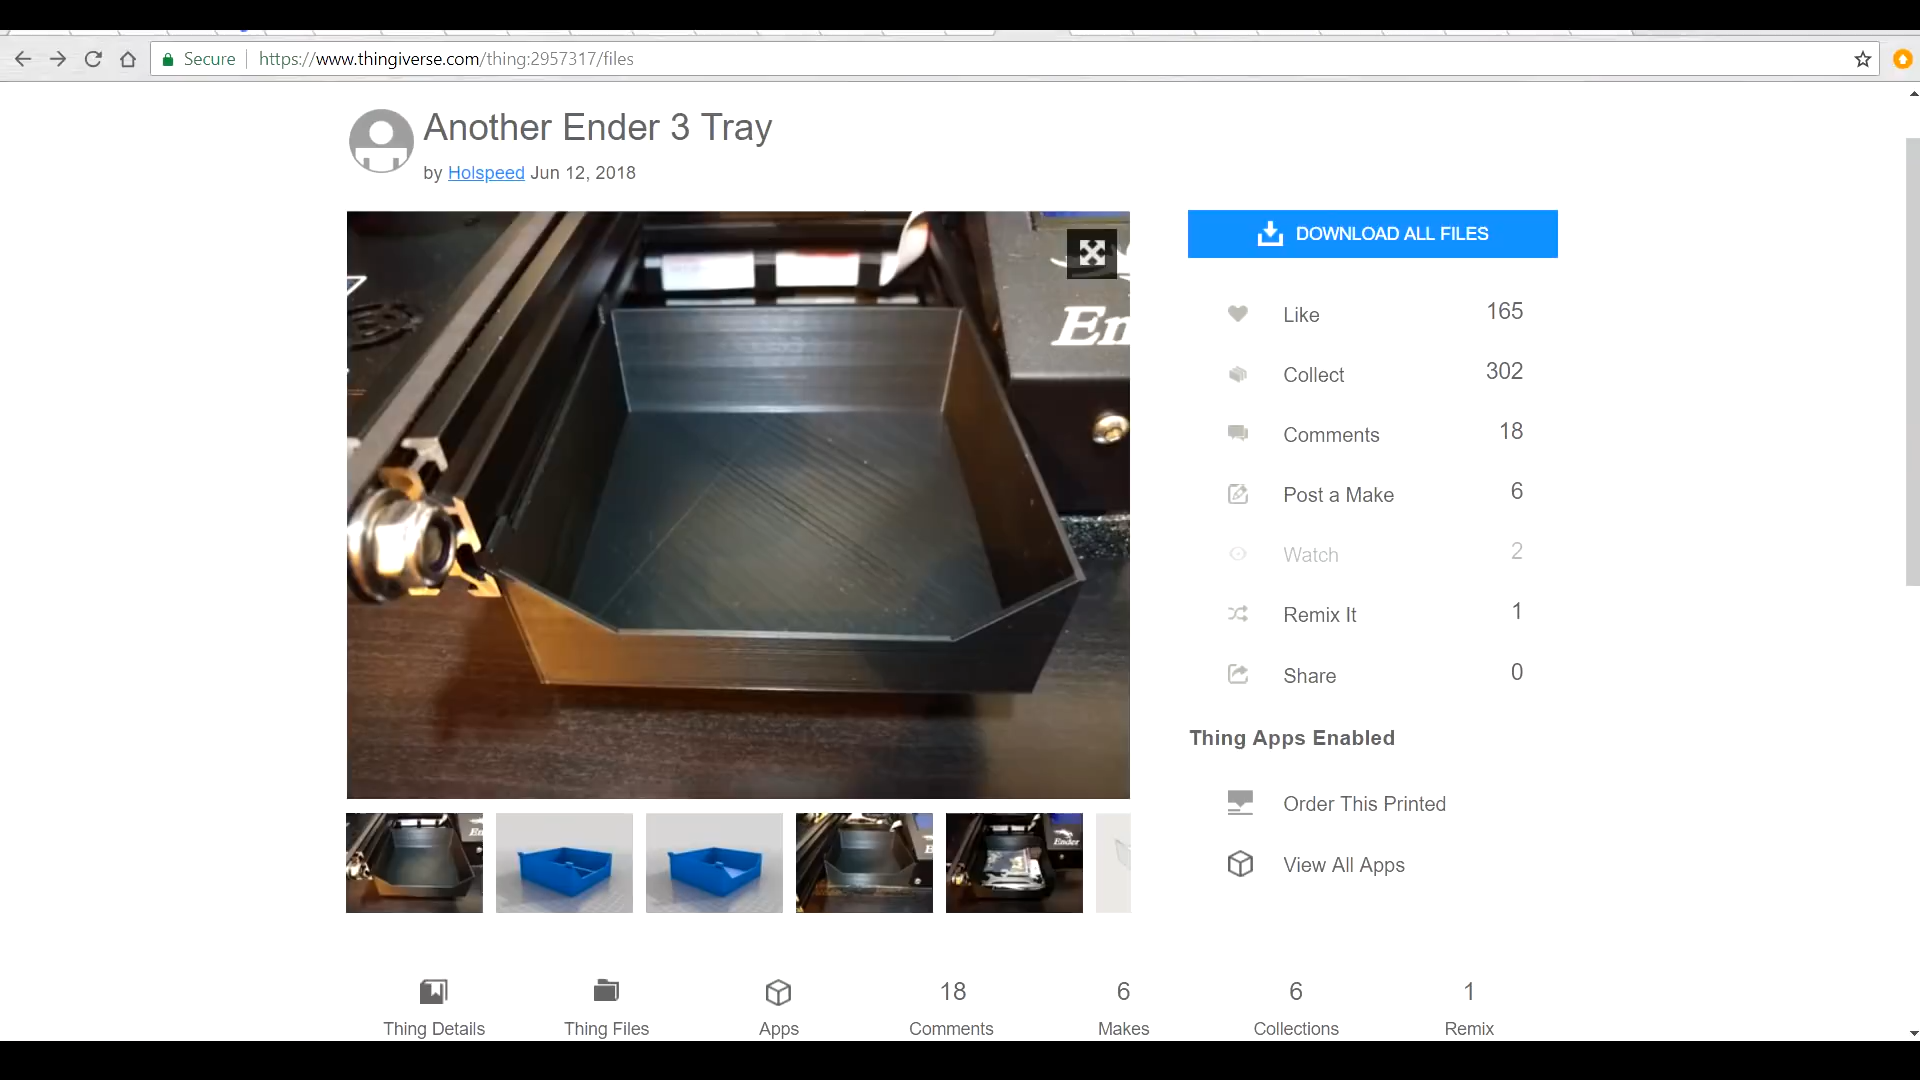 Secure https://www.thingiverse.com/thing:2957317/files
Another Ender 3 Tray
by Holspeed Jun 12, 2018
DOWNLOAD ALL FILES
Like 165
Collect 302
Comments 18
Post a Make 6
Watch 2
Remix It 1
Share 0
Thing Apps Enabled
Order This Printed
View All Apps
Ender
18 6 6 1
Thing Details Thing Files Apps Comments Makes Collections Remix